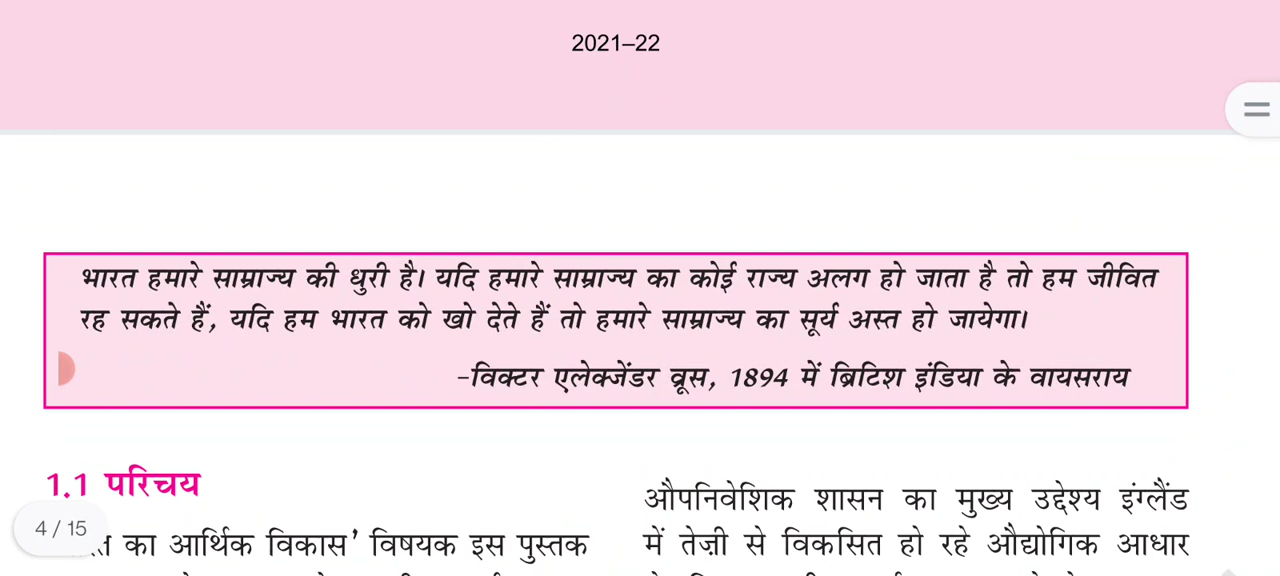 2021–22
भारत हमारे साम्राज्य की धुरी है। यदि हमारे साम्राज्य का कोई राज्य अलग हो जाता है तो हम जीवित
रह सकते हैं, यदि हम भारत को खो देते हैं तो हमारे साम्राज्य का सूर्य अस्त हो जायेगा।
–विक्टर एलेक्जेंडर ब्रूस, 1894 में ब्रिटिश इंडिया के वायसराय
1.1 परिचय
4 / 15
का आर्थिक विकास’ विषयक इस पुस्तक
औपनिवेशिक शासन का मुख्य उद्देश्य इंग्लैंड
में तेज़ी से विकसित हो रहे औद्योगिक आधार